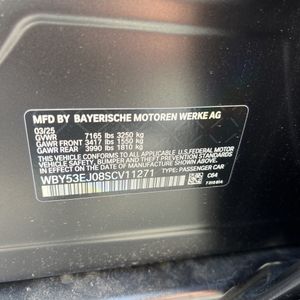 MFD BY BAYERISCHE MOTOREN WERKE AG
03/25
GVWR 7165 lbs 3250 kg
GAWR FRONT 3417 lbs 1550 kg
GAWR REAR 3990 lbs 1810 kg
THIS VEHICLE CONFORMS TO ALL APPLICABLE U.S. FEDERAL MOTOR
VEHICLE SAFETY, BUMPER, AND THEFT PREVENTION STANDARDS
IN EFFECT ON THE DATE OF MANUFACTURE SHOWN ABOVE.
WBY53EJ08SCV11271 TYPE: PASSENGER CAR
C64